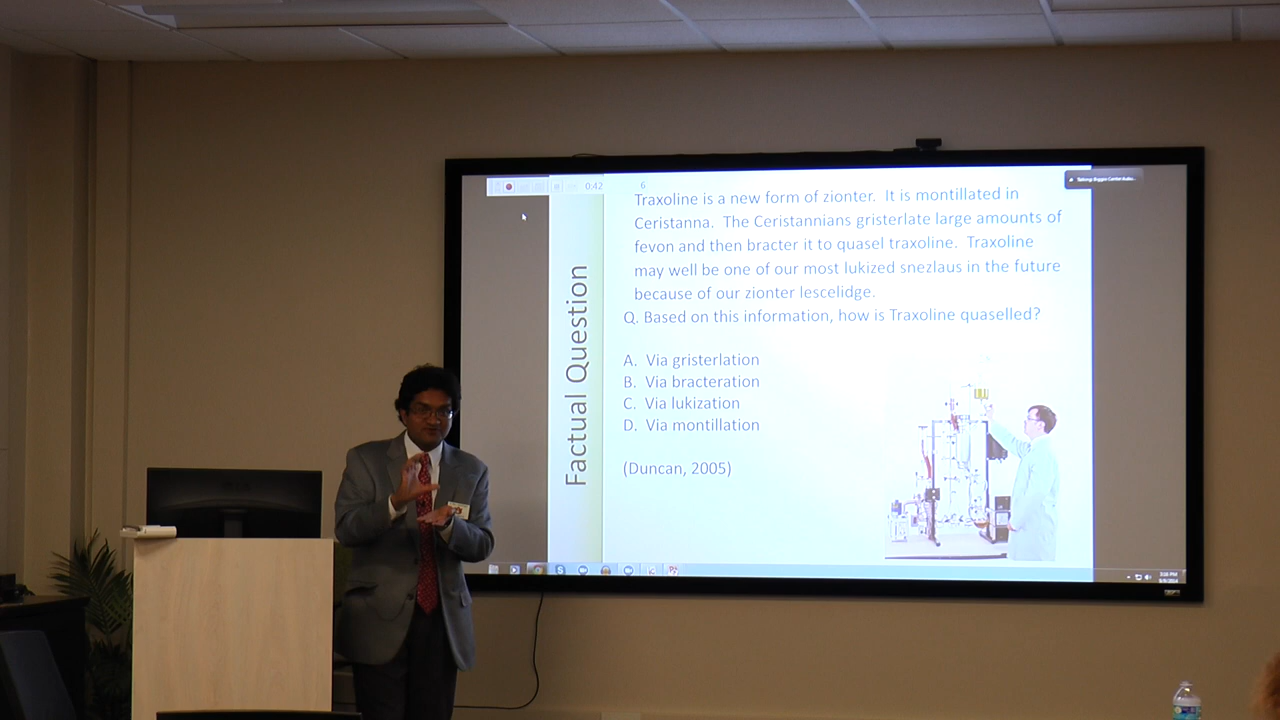 0:42
6
Traxoline is a new form of zionter. It is montillated in
Ceristanna. The Ceristannians gristerlate large amounts of
fevon and then bracter it to quasel traxoline. Traxoline
may well be one of our most lukized snezlaus in the future
because of our zionter lescelidge.
Q. Based on this information, how is Traxoline quaselled?
A. Via gristerlation
B. Via bracteration
C. Via lukization
D. Via montillation
(Duncan, 2005)
Factual Question